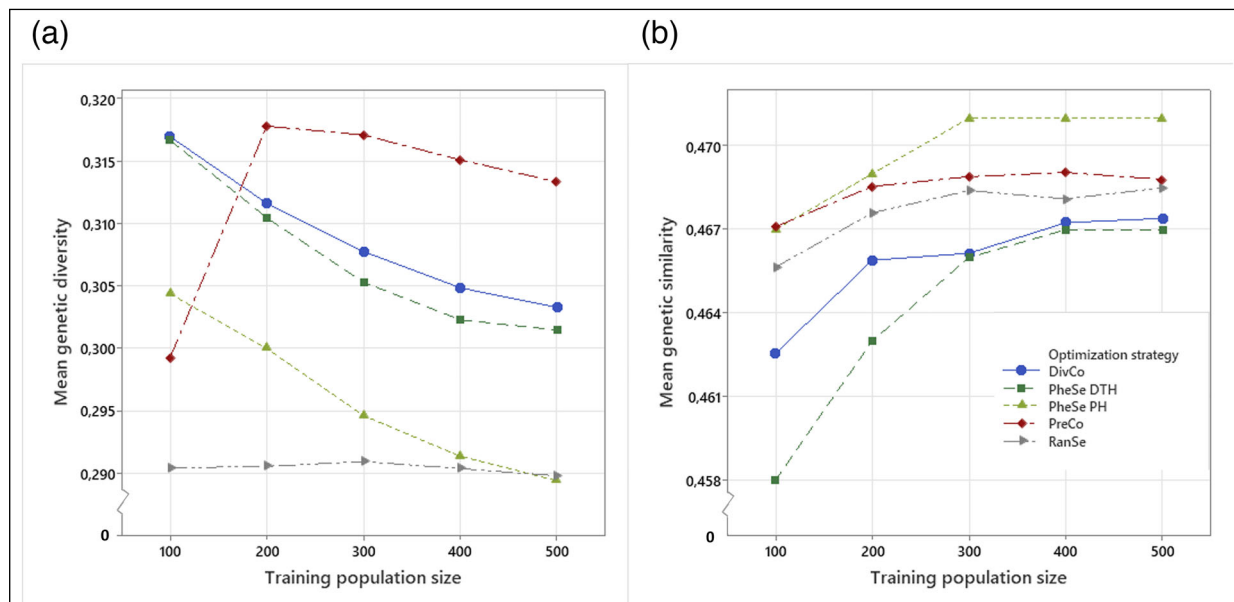 (a)
(b)
Mean genetic diversity
0,320
0,315
0,310
0,305
0,300
0,295
0,290
0
100 200 300 400 500
Training population size
Mean genetic similarity
0,470
0,467
0,464
0,461
0,458
0
Optimization strategy
DivCo
PheSe DTH
PheSe PH
PreCo
RanSe
100 200 300 400 500
Training population size